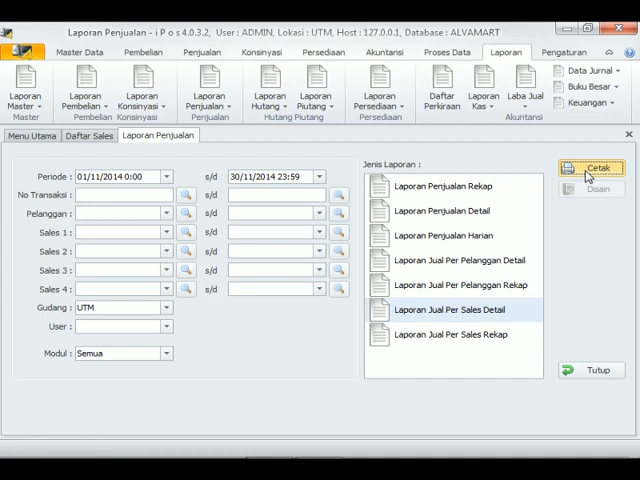 Laporan Penjualan - i P o s 4.0.3.2, User : ADMIN, Lokasi : UTM, Host : 127.0.0.1, Database : ALVAMART
Master Data Pembelian Penjualan Konsinyasi Persediaan Akuntansi Proses Data Laporan Pengaturan
Laporan Master
Master
Laporan Pembelian
Laporan Konsinyasi
Pembelian Konsinyasi
Laporan Penjualan
Penjualan
Laporan Hutang
Laporan Piutang
Hutang Piutang
Laporan Persediaan
Persediaan
Daftar Perkiraan
Laporan Kas
Laba Jual
Data Jurnal
Buku Besar
Keuangan
Akuntansi
Menu Utama Daftar Sales Laporan Penjualan
Periode : 01/11/2014 0:00 s/d 30/11/2014 23:59
No Transaksi : s/d
Pelanggan : s/d
Sales 1 : s/d
Sales 2 : s/d
Sales 3 : s/d
Sales 4 : s/d
Gudang : UTM
User :
Modul : Semua
Jenis Laporan :
Laporan Penjualan Rekap
Laporan Penjualan Detail
Laporan Penjualan Harian
Laporan Jual Per Pelanggan Detail
Laporan Jual Per Pelanggan Rekap
Laporan Jual Per Sales Detail
Laporan Jual Per Sales Rekap
Cetak
Disain
Tutup